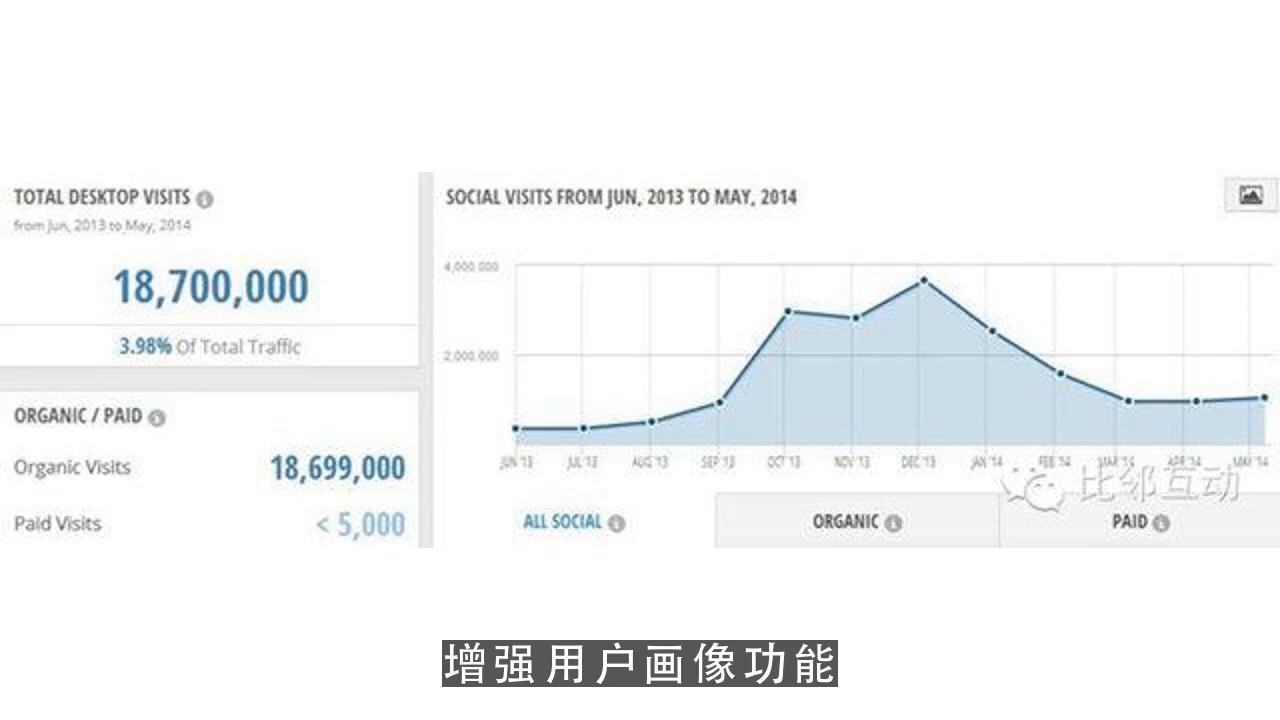 TOTAL DESKTOP VISITS
from Jun, 2013 to May, 2014
18,700,000
3.98% Of Total Traffic
ORGANIC / PAID
Organic Visits 18,699,000
Paid Visits < 5,000
SOCIAL VISITS FROM JUN, 2013 TO MAY, 2014
4,000,000
2,000,000
JUN '13 JUL '13 AUG '13 SEP '13 OCT '13 NOV '13 DEC '13 JAN '14 FEB '14 MAR '14 APR '14 MAY '14
比邻互动
ALL SOCIAL ORGANIC PAID
增强用户画像功能